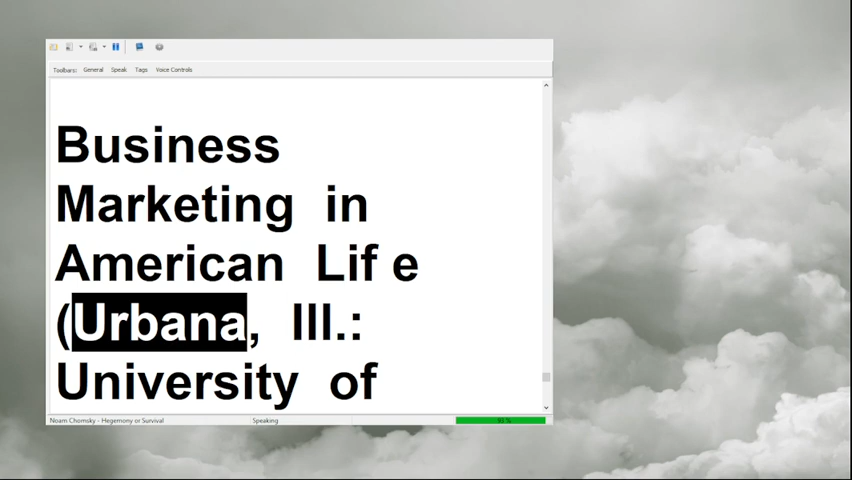 Toolbars: General Speak Tags Voice Controls
Business
Marketing in
American Lif e
(Urbana, Ill.:
University of
Noam Chomsky - Hegemony or Survival Speaking 93 %